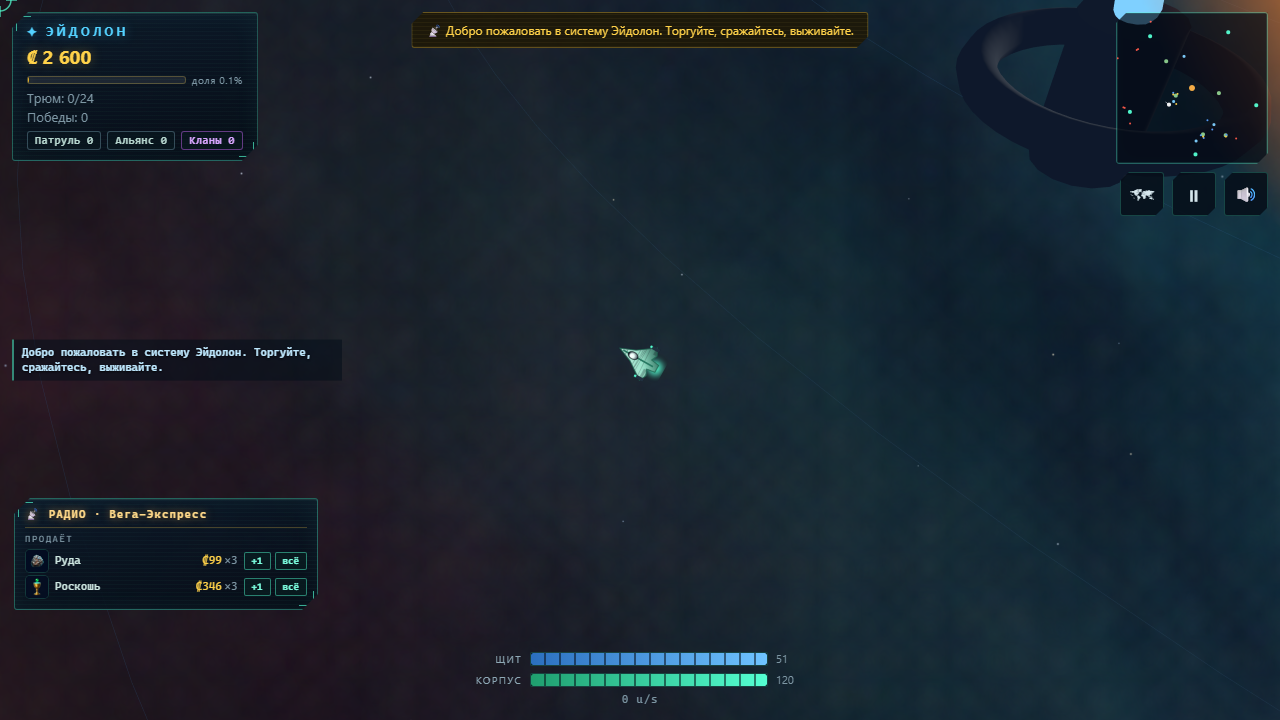 ЭЙДОЛОН
₡ 2 600
доля 0.1%
Трюм: 0/24
Победы: 0
Патруль 0
Альянс 0
Кланы 0
Добро пожаловать в систему Эйдолон. Торгуйте, сражайтесь, выживайте.
Добро пожаловать в систему Эйдолон. Торгуйте,
сражайтесь, выживайте.
РАДИО · Вега-Экспресс
ПРОДАЁТ
Руда ₡99 ×3 +1 всё
Роскошь ₡346 ×3 +1 всё
ЩИТ 51
КОРПУС 120
0 u/s